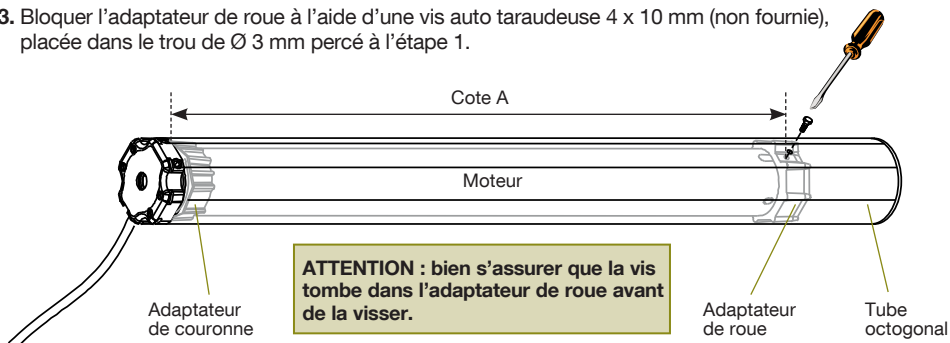 3. Bloquer l’adaptateur de roue à l’aide d’une vis auto taraudeuse 4 x 10 mm (non fournie),
placée dans le trou de Ø 3 mm percé à l’étape 1.
Cote A
Moteur
ATTENTION : bien s’assurer que la vis
tombe dans l’adaptateur de roue avant
de la visser.
Adaptateur
de couronne
Adaptateur
de roue
Tube
octogonal